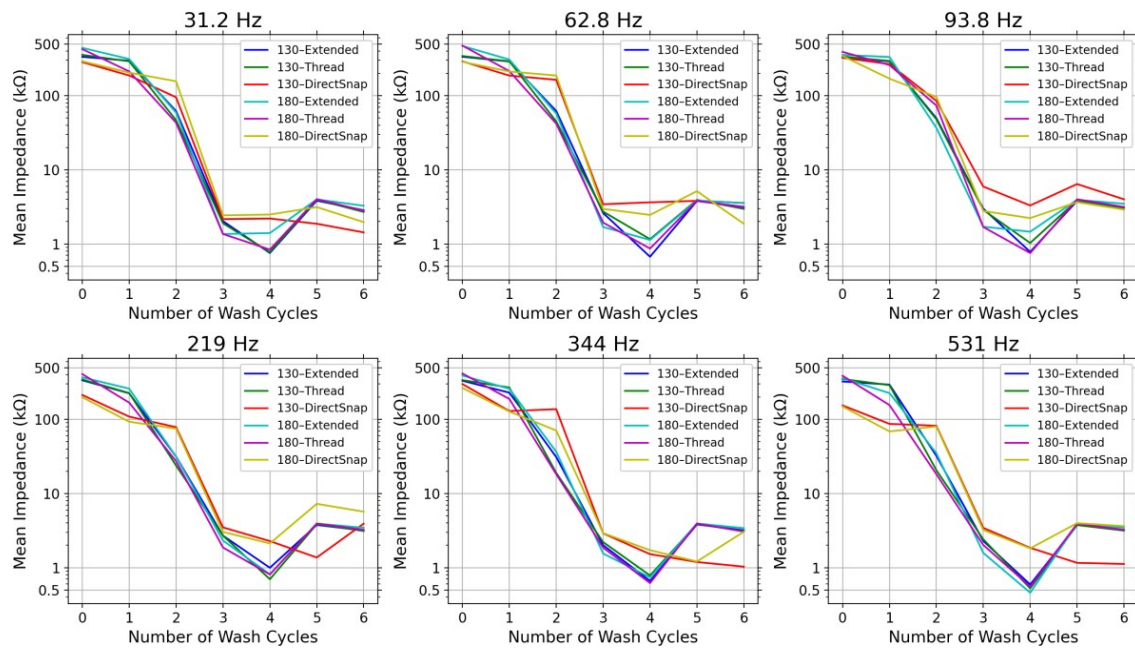 31.2 Hz
Mean Impedance (kΩ)
500
100
10
1
0.5
130–Extended
130–Thread
130–DirectSnap
180–Extended
180–Thread
180–DirectSnap
0 1 2 3 4 5 6
Number of Wash Cycles
62.8 Hz
Mean Impedance (kΩ)
500
100
10
1
0.5
130–Extended
130–Thread
130–DirectSnap
180–Extended
180–Thread
180–DirectSnap
0 1 2 3 4 5 6
Number of Wash Cycles
93.8 Hz
Mean Impedance (kΩ)
500
100
10
1
0.5
130–Extended
130–Thread
130–DirectSnap
180–Extended
180–Thread
180–DirectSnap
0 1 2 3 4 5 6
Number of Wash Cycles
219 Hz
Mean Impedance (kΩ)
500
100
10
1
0.5
130–Extended
130–Thread
130–DirectSnap
180–Extended
180–Thread
180–DirectSnap
0 1 2 3 4 5 6
Number of Wash Cycles
344 Hz
Mean Impedance (kΩ)
500
100
10
1
0.5
130–Extended
130–Thread
130–DirectSnap
180–Extended
180–Thread
180–DirectSnap
0 1 2 3 4 5 6
Number of Wash Cycles
531 Hz
Mean Impedance (kΩ)
500
100
10
1
0.5
130–Extended
130–Thread
130–DirectSnap
180–Extended
180–Thread
180–DirectSnap
0 1 2 3 4 5 6
Number of Wash Cycles